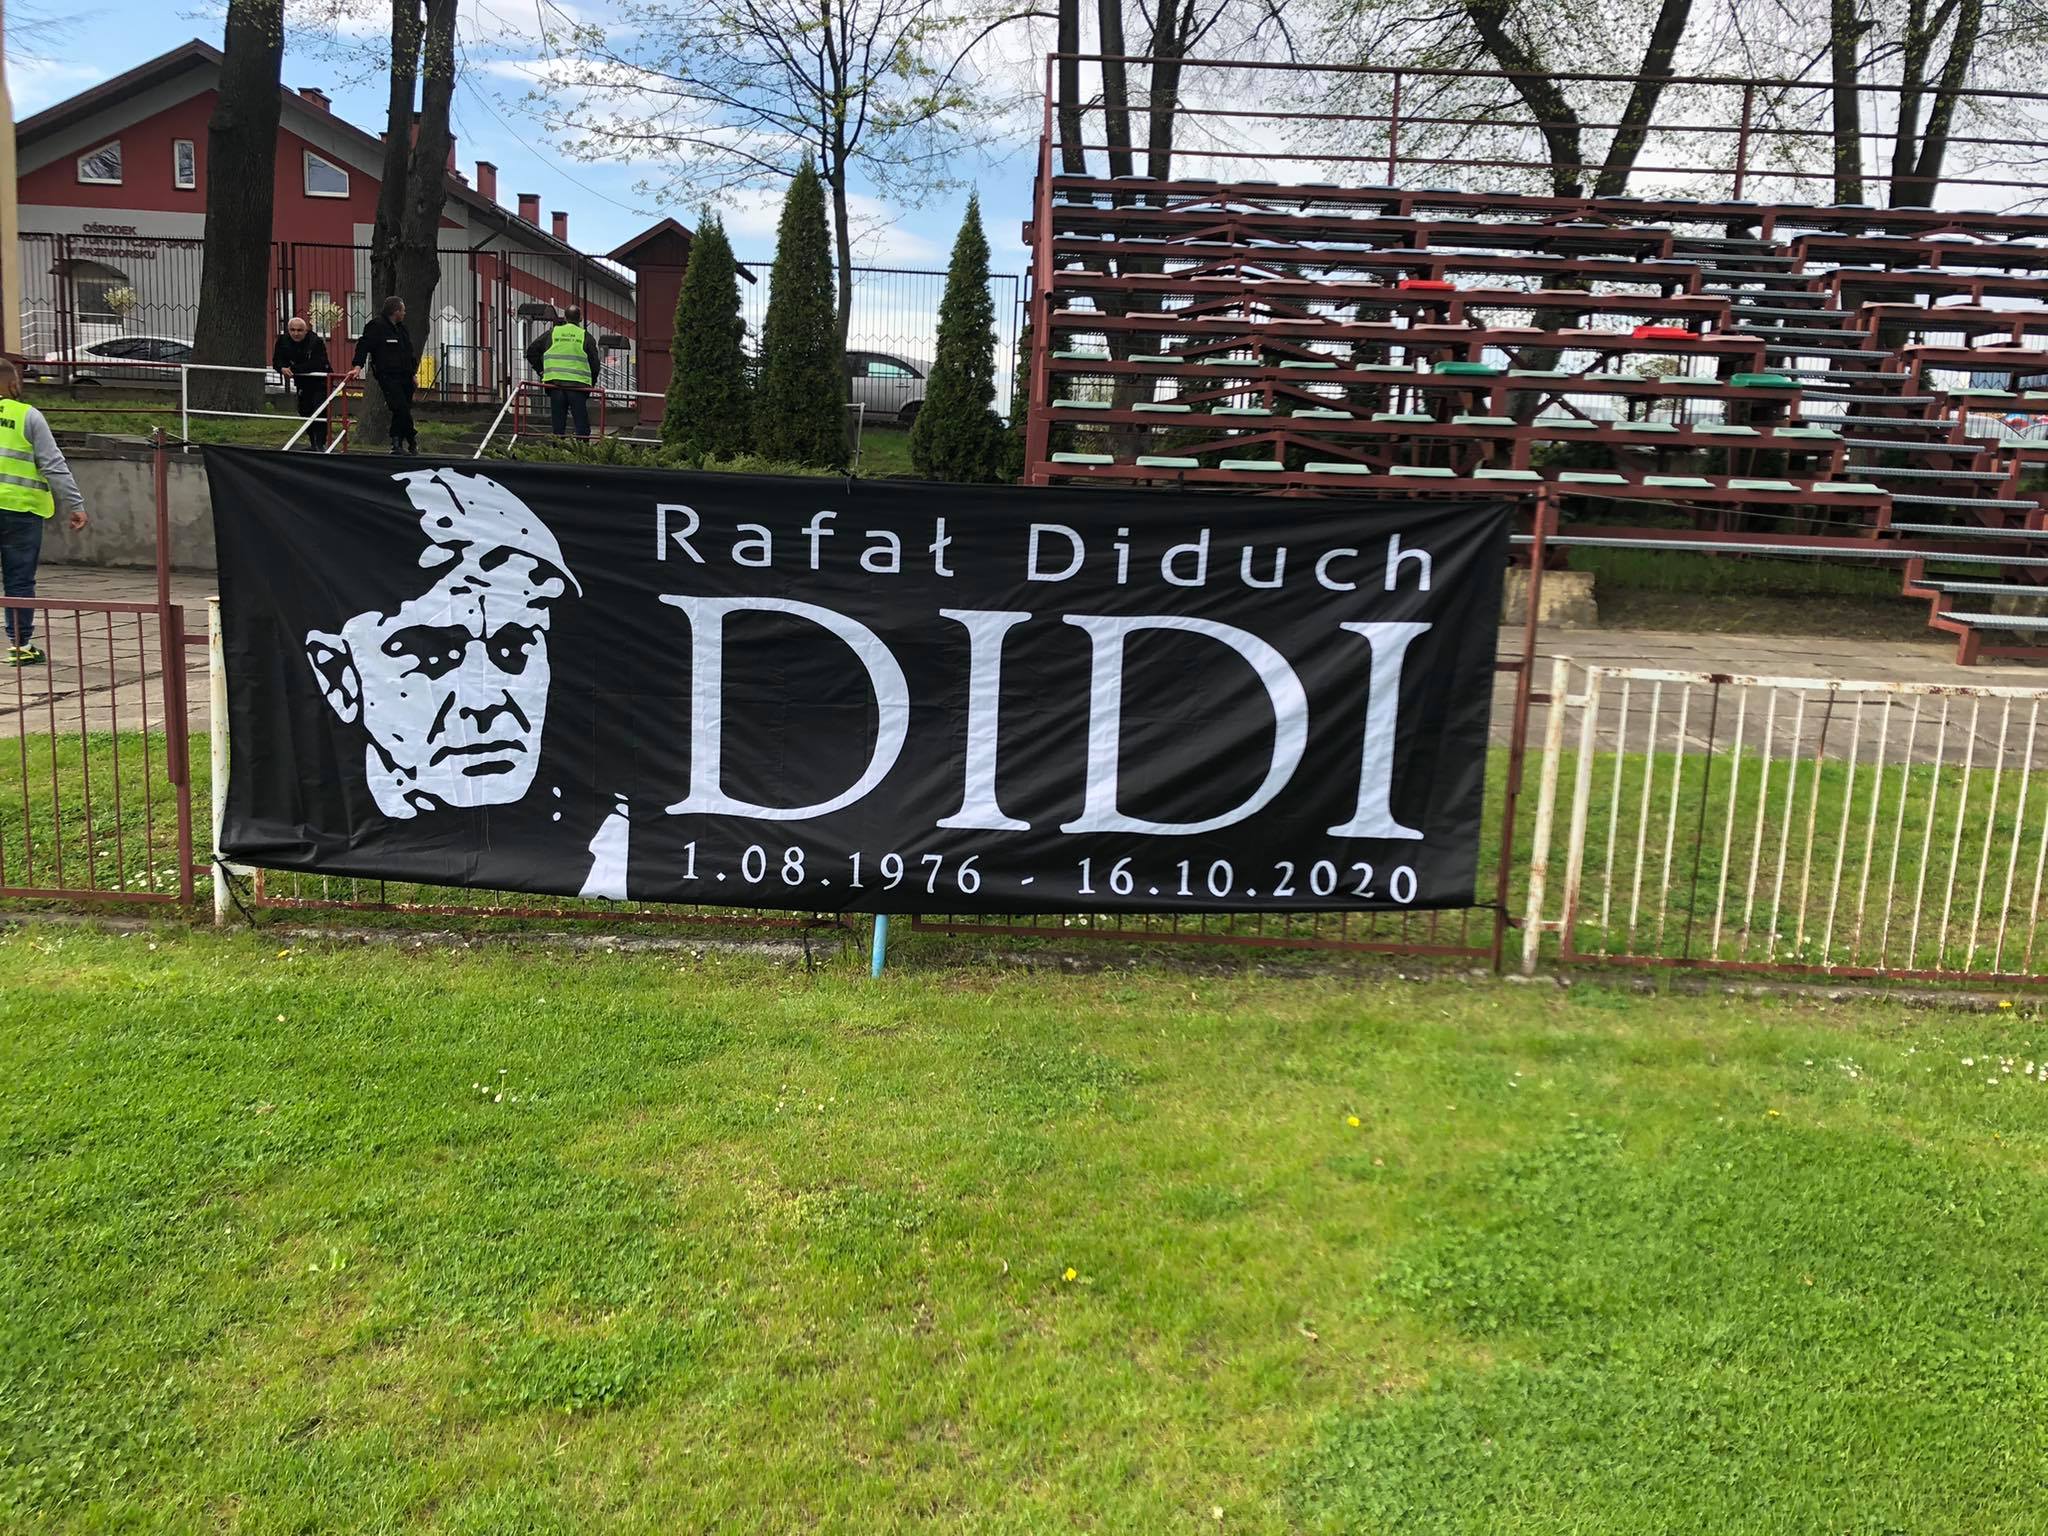 OŚRODEK
W PRZEWORSKU
Rafał Diduch
DIDI
1.08.1976 - 16.10.2020